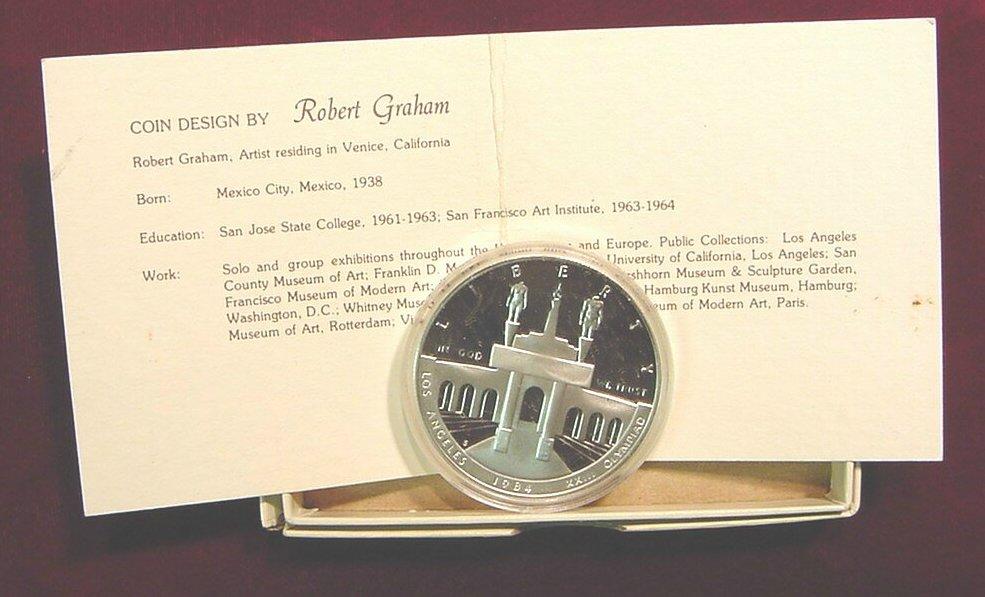 COIN DESIGN BY Robert Graham
Robert Graham, Artist residing in Venice, California
Born: Mexico City, Mexico, 1938
Education: San Jose State College, 1961-1963; San Francisco Art Institute, 1963-1964
Work: Solo and group exhibitions throughout the and Europe. Public Collections: Los Angeles
County Museum of Art; Franklin D. University of California, Los Angeles; San
Francisco Museum of Modern Art; Museum & Sculpture Garden,
Washington, D.C.; Whitney Hamburg Kunst Museum, Hamburg;
Museum of Art, Rotterdam; of Modern Art, Paris.
LIBERTY
IN GOD WE TRUST
S
LOS ANGELES 1984 XXIII OLYMPIAD